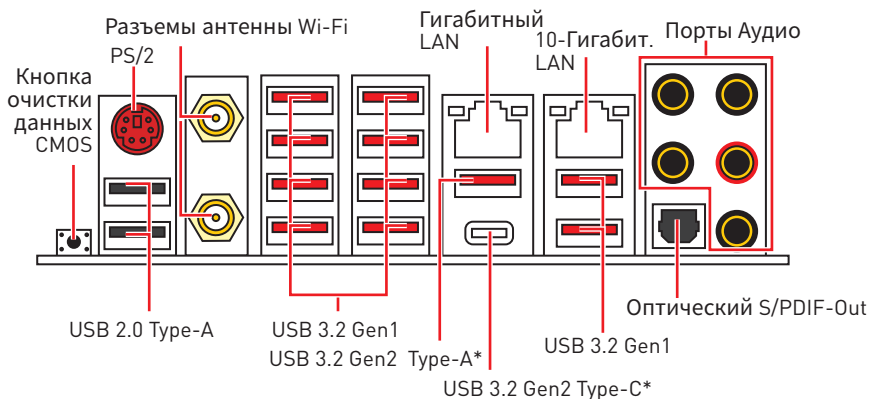 Разъемы антенны Wi-Fi
PS/2
Кнопка
очистки
данных
CMOS
Гигабитный
LAN
10-Гигабит.
LAN
Порты Аудио
USB 2.0 Type-A
USB 3.2 Gen1
USB 3.2 Gen2 Type-A*
USB 3.2 Gen2 Type-C*
USB 3.2 Gen1
Оптический S/PDIF-Out